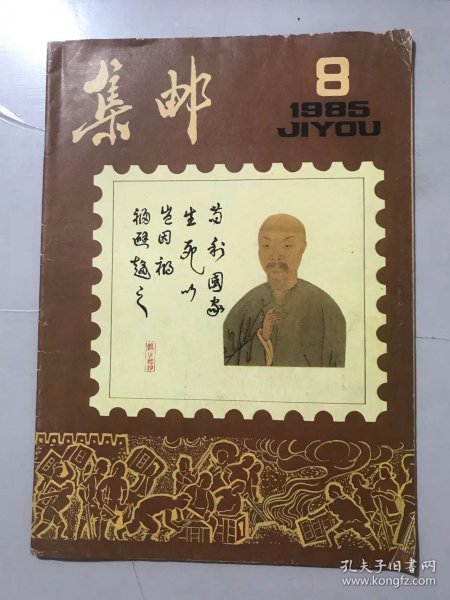 集邮
8
1985
JIYOU
苟利国家
生死以
岂因祸
福避趋之
孔夫子旧书网
www.kongfz.com